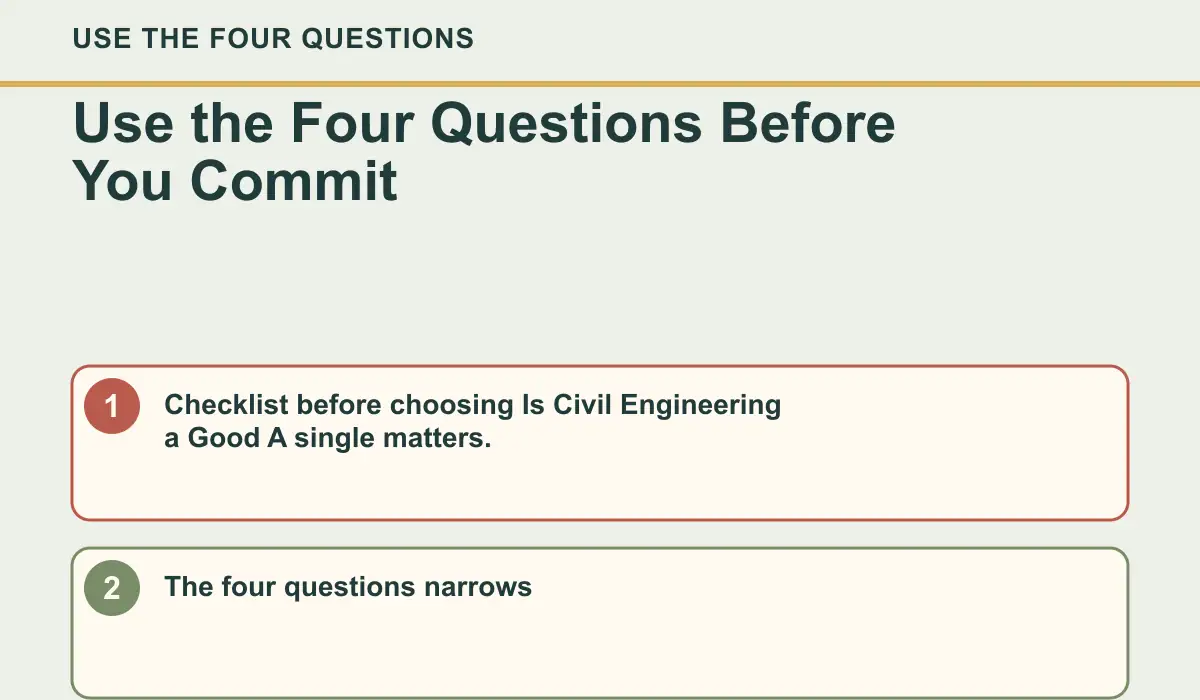 USE THE FOUR QUESTIONS
Use the Four Questions Before
You Commit
1
Checklist before choosing Is Civil Engineering
a Good A single matters.
2
The four questions narrows